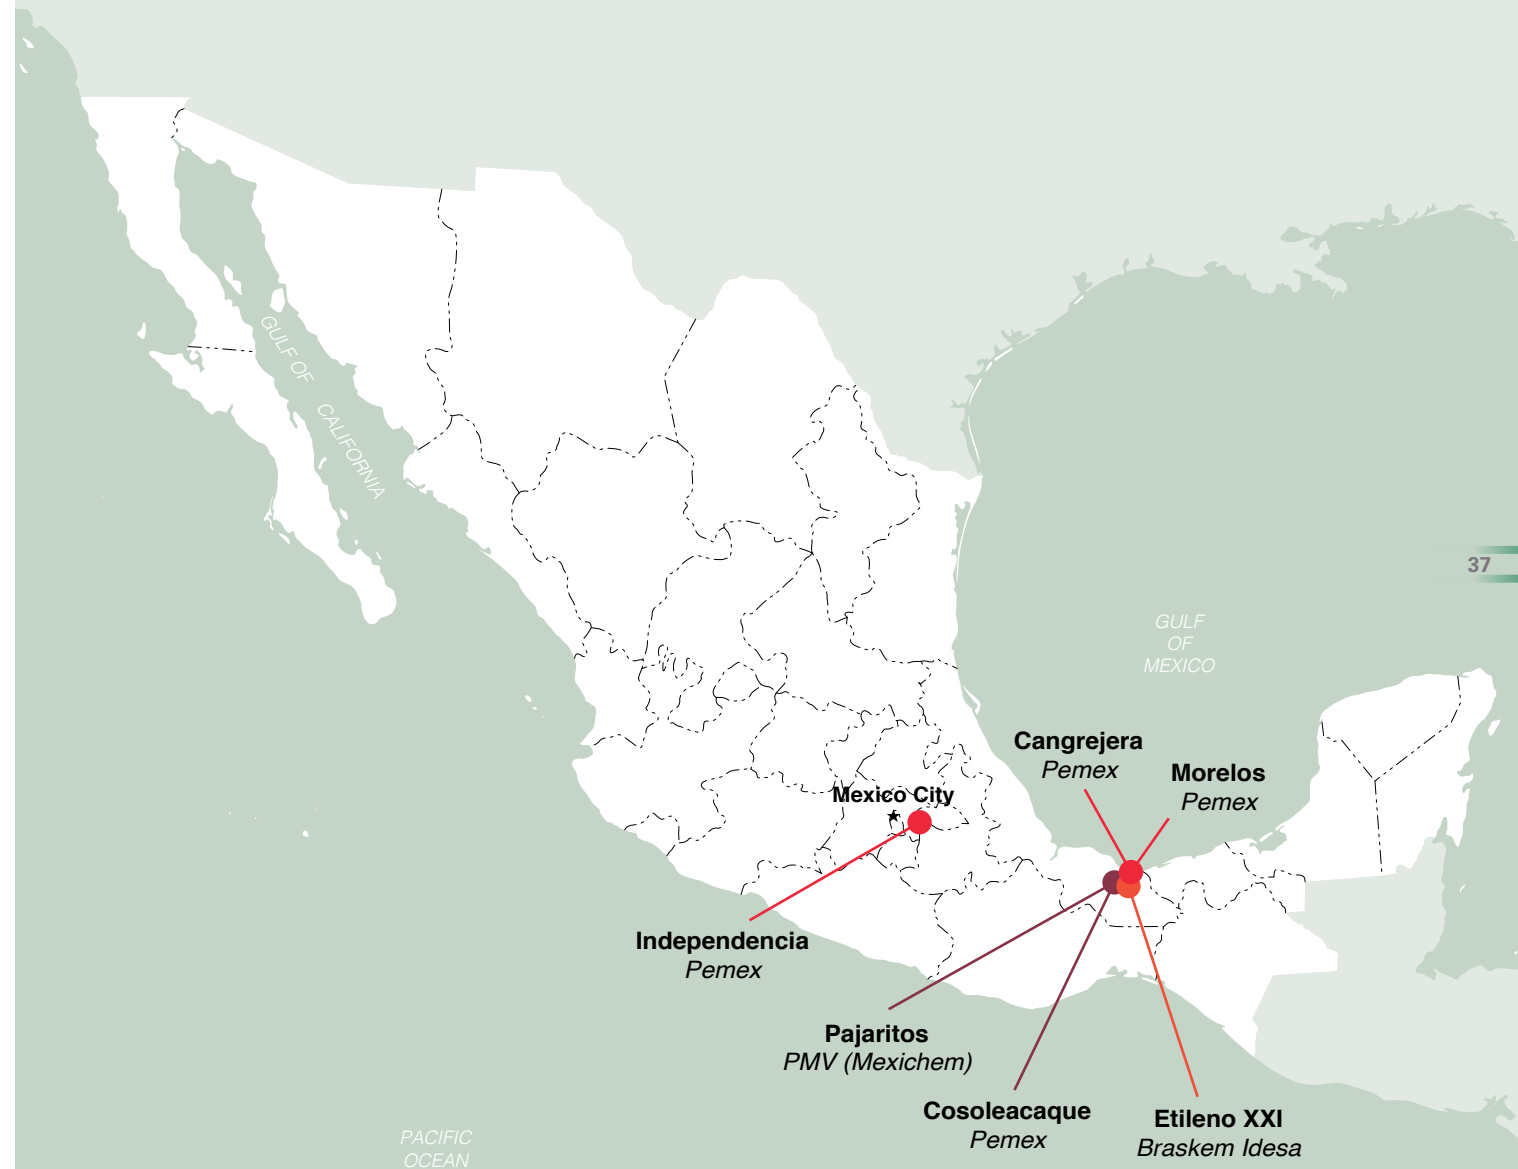 GULF OF
CALIFORNIA
37
GULF
OF
MEXICO
Cangrejera
Pemex
Morelos
Pemex
Mexico City
Independencia
Pemex
Pajaritos
PMV (Mexichem)
Cosoleacaque
Pemex
Etileno XXI
Braskem Idesa
PACIFIC
OCEAN